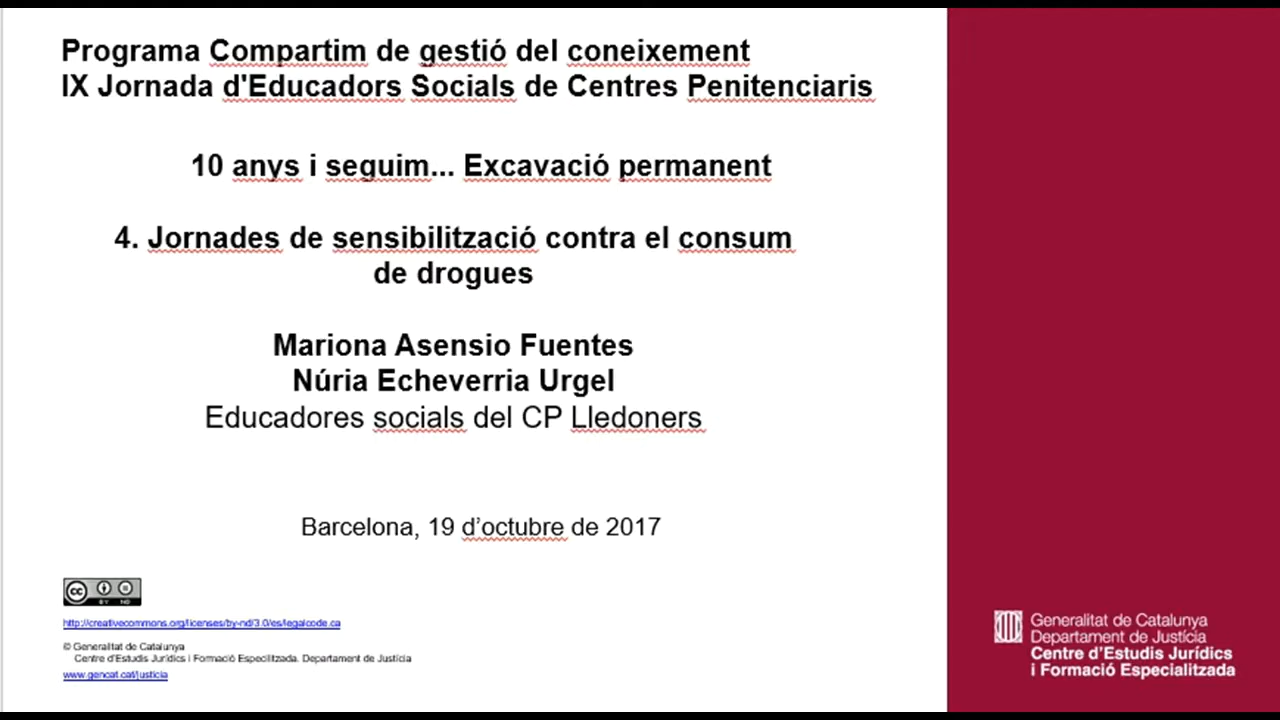 Programa Compartim de gestió del coneixement
IX Jornada d'Educadors Socials de Centres Penitenciaris
10 anys i seguim... Excavació permanent
4. Jornades de sensibilització contra el consum
de drogues
Mariona Asensio Fuentes
Núria Echeverria Urgel
Educadores socials del CP Lledoners
Barcelona, 19 d’octubre de 2017
cc
BY ND
http://creativecommons.org/licenses/by-nd/3.0/es/legalcode.ca
© Generalitat de Catalunya
Centre d'Estudis Jurídics i Formació Especilitzada. Departament de Justícia
www.gencat.cat/justicia
Generalitat de Catalunya
Departament de Justícia
Centre d’Estudis Jurídics
i Formació Especialitzada